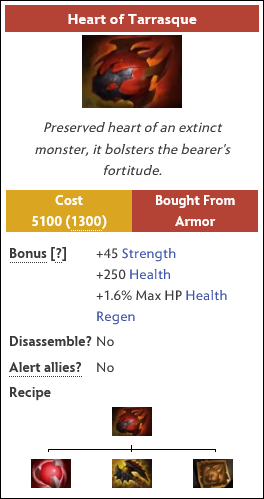 Heart of Tarrasque
Preserved heart of an extinct
monster, it bolsters the bearer's
fortitude.
Cost
5100 (1300)
Bought From
Armor
Bonus [?]
+45 Strength
+250 Health
+1.6% Max HP Health
Regen
Disassemble? No
Alert allies? No
Recipe